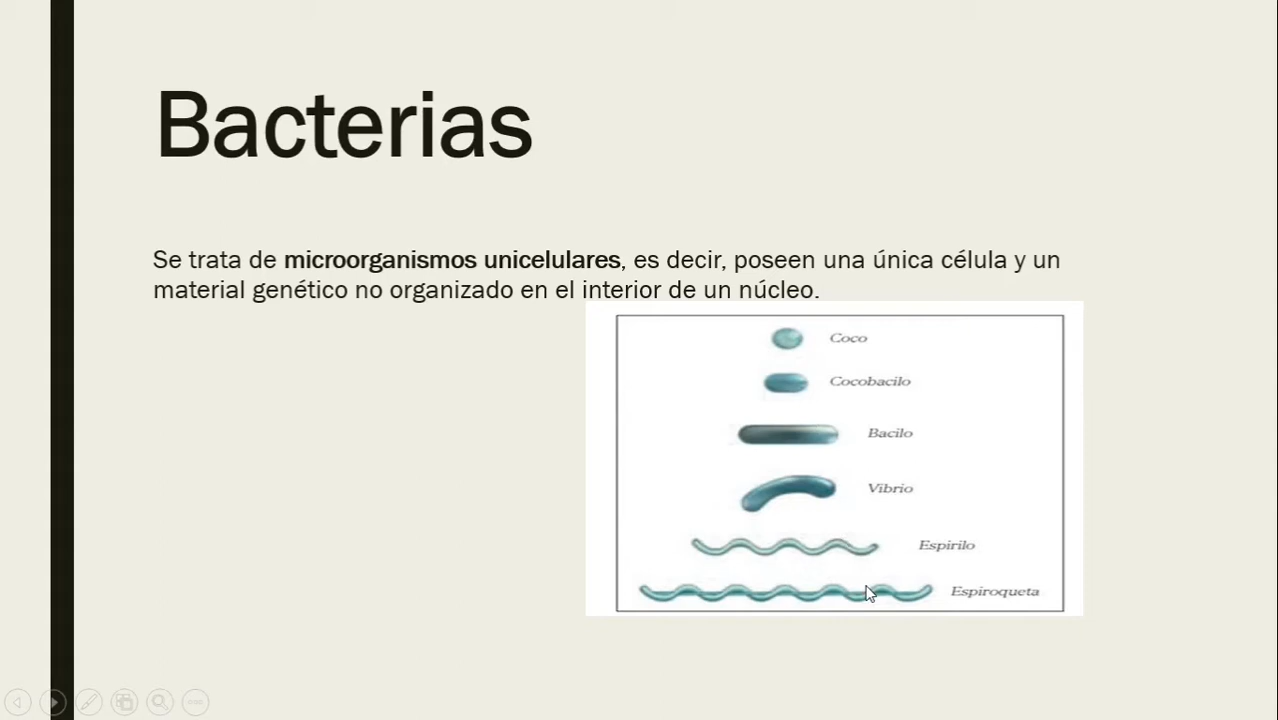 Bacterias
Se trata de microorganismos unicelulares, es decir, poseen una única célula y un
material genético no organizado en el interior de un núcleo.
Coco
Cocobacilo
Bacilo
Vibrio
Espirilo
Espiroqueta